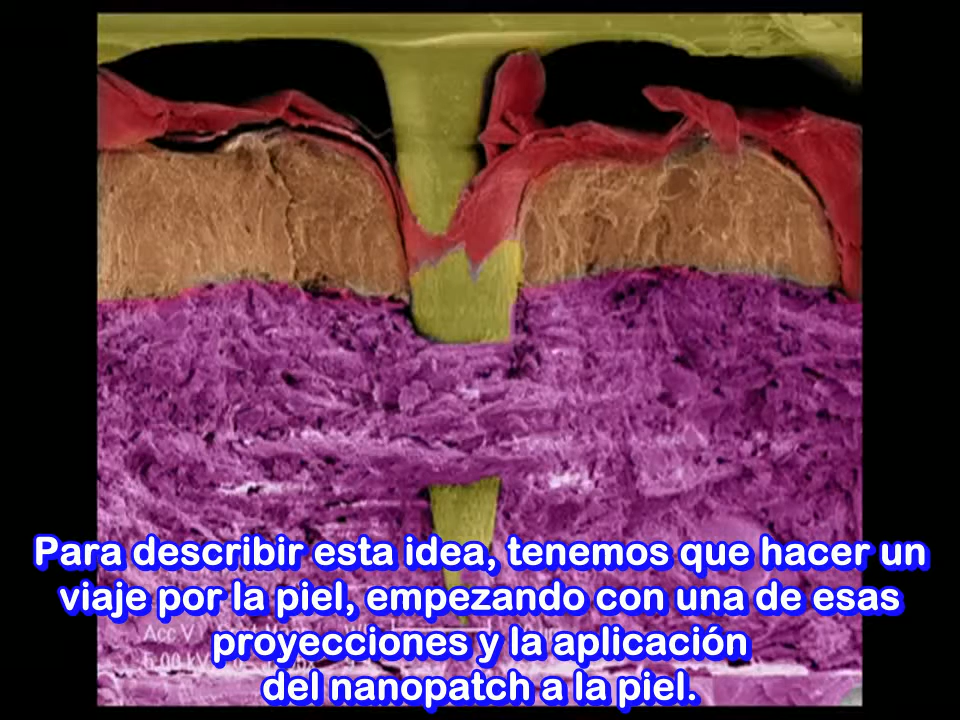 Para describir esta idea, tenemos que hacer un
viaje por la piel, empezando con una de esas
proyecciones y la aplicación
del nanopatch a la piel.
Acc V